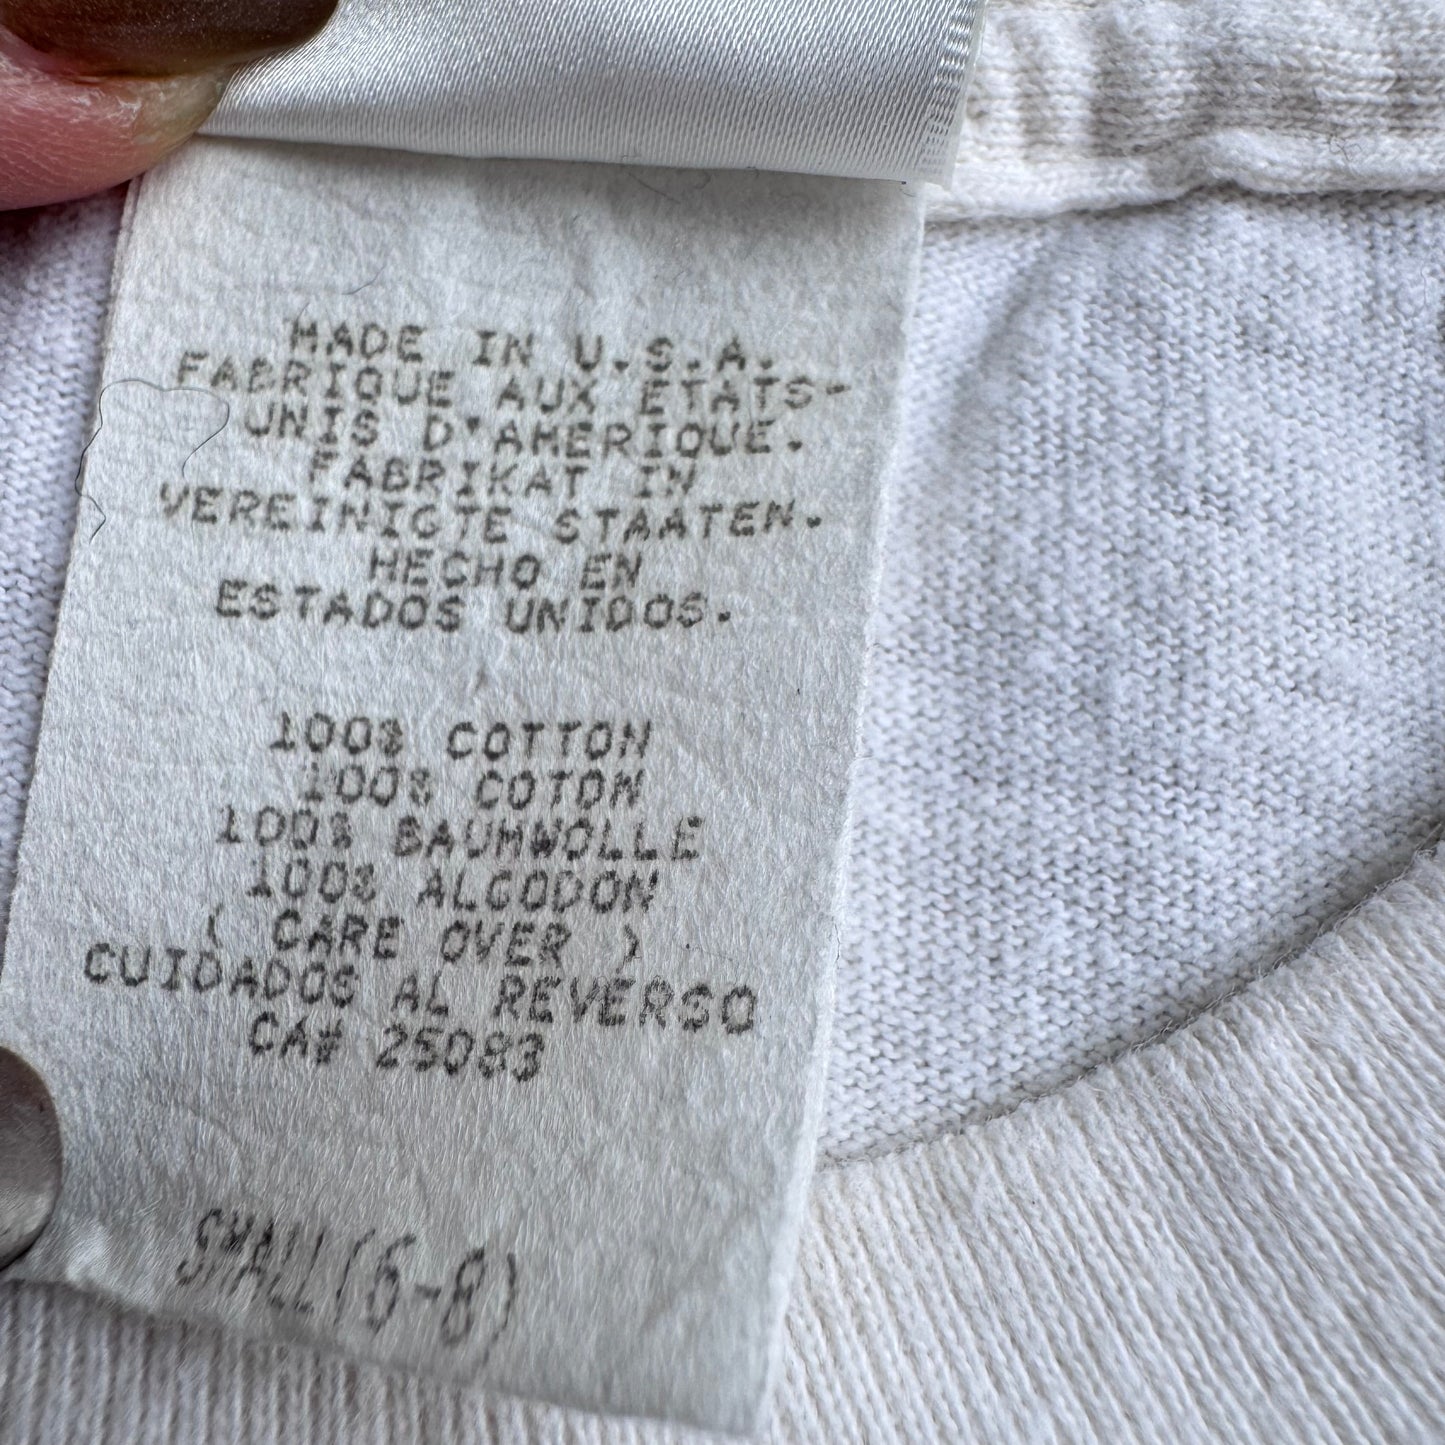 MADE IN U.S.A.
FABRIQUE AUX ETATS-
UNIS D'AMERIQUE.
FABRIKAT IN
VEREINIGTE STAATEN.
HECHO EN
ESTADOS UNIDOS.
100% COTTON
100% COTON
100% BAUMWOLLE
100% ALGODON
( CARE OVER )
CUIDADOS AL REVERSO
CA# 25083
SMALL(6-8)